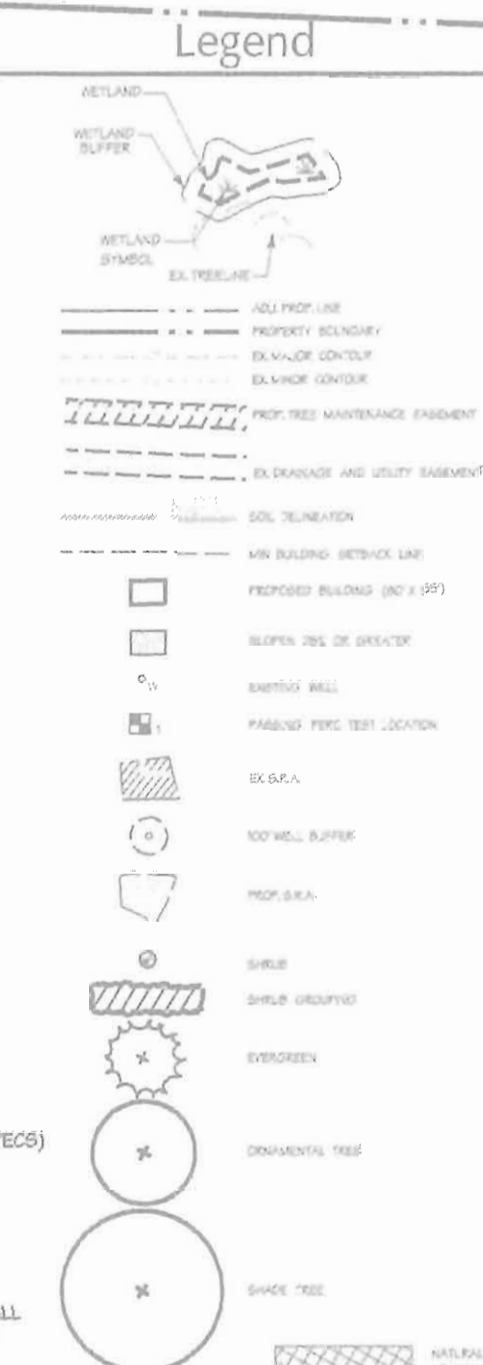 Legend
WETLAND
WETLAND
BUFFER
WETLAND
SYMBOL
EX. TREELINE
ADJ. PROP. LINE
PROPERTY BOUNDARY
EX. MAJOR CONTOUR
EX. MINOR CONTOUR
PROP. TREE MAINTENANCE EASEMENT
EX. DRAINAGE AND UTILITY EASEMENT
SOIL DELINEATION
MIN BUILDING SETBACK LINE
PROPOSED BUILDING
SLOPES 25% OR GREATER
W
EXISTING WELL
1
PASSING PERC TEST LOCATION
EX. S.R.A.
100' WELL BUFFER
PROP. S.R.A.
SHRUB
SHRUB GROUPING
EVERGREEN
TECS)
ORNAMENTAL TREE
SHADE TREE
NATURAL